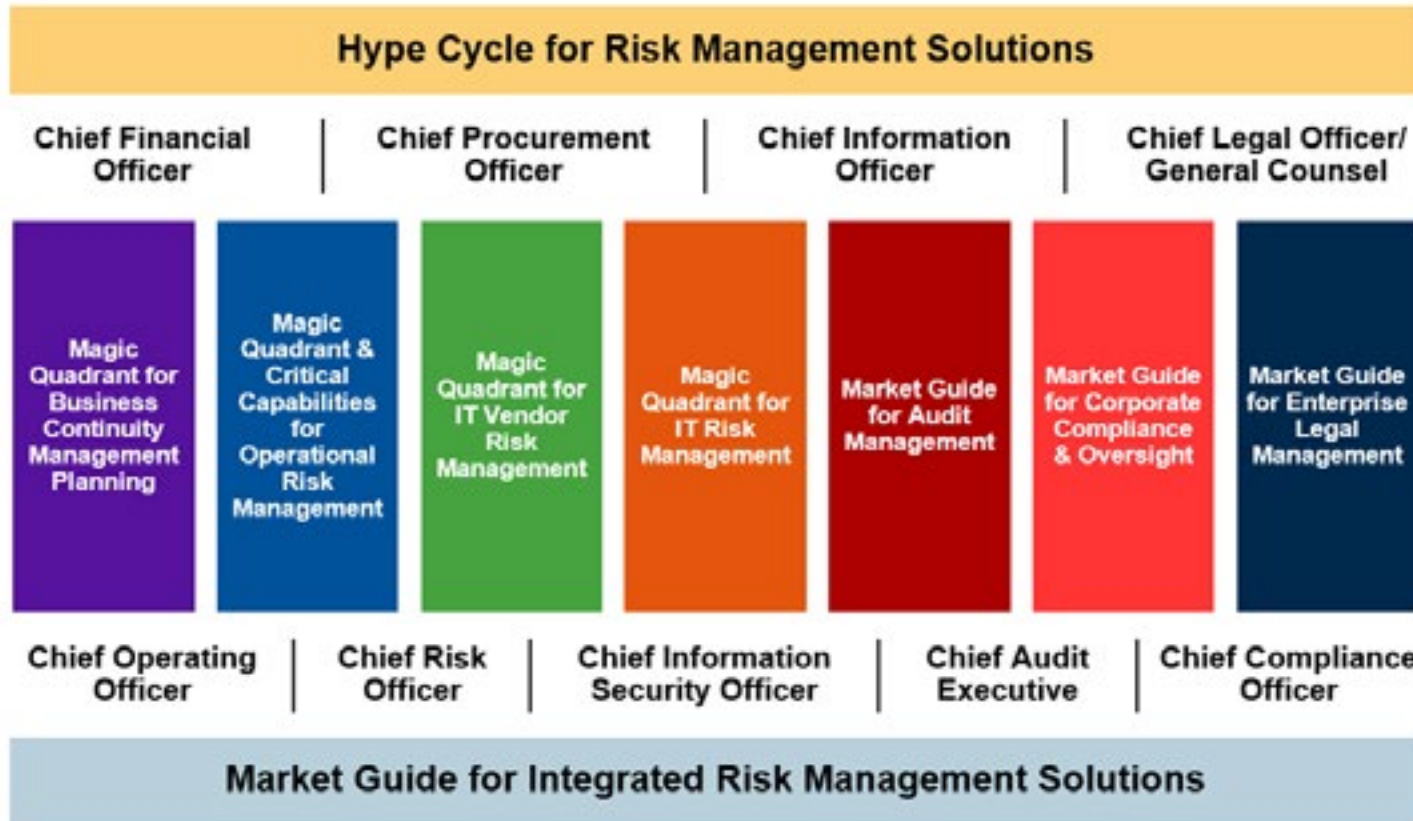 Hype Cycle for Risk Management Solutions
Chief Financial
Officer
Chief Procurement
Officer
Chief Information
Officer
Chief Legal Officer/
General Counsel
Magic
Quadrant for
Business
Continuity
Management
Planning
Magic
Quadrant &
Critical
Capabilities
for
Operational
Risk
Management
Magic
Quadrant for
IT Vendor
Risk
Management
Magic
Quadrant for
IT Risk
Management
Market Guide
for Audit
Management
Market Guide
for Corporate
Compliance
& Oversight
Market Guide
for Enterprise
Legal
Management
Chief Operating
Officer
Chief Risk
Officer
Chief Information
Security Officer
Chief Audit
Executive
Chief Compliance
Officer
Market Guide for Integrated Risk Management Solutions